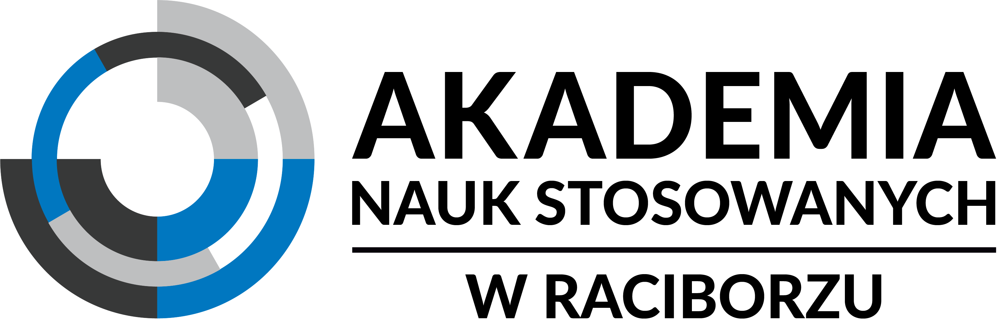 AKADEMIA
NAUK STOSOWANYCH
W RACIBORZU